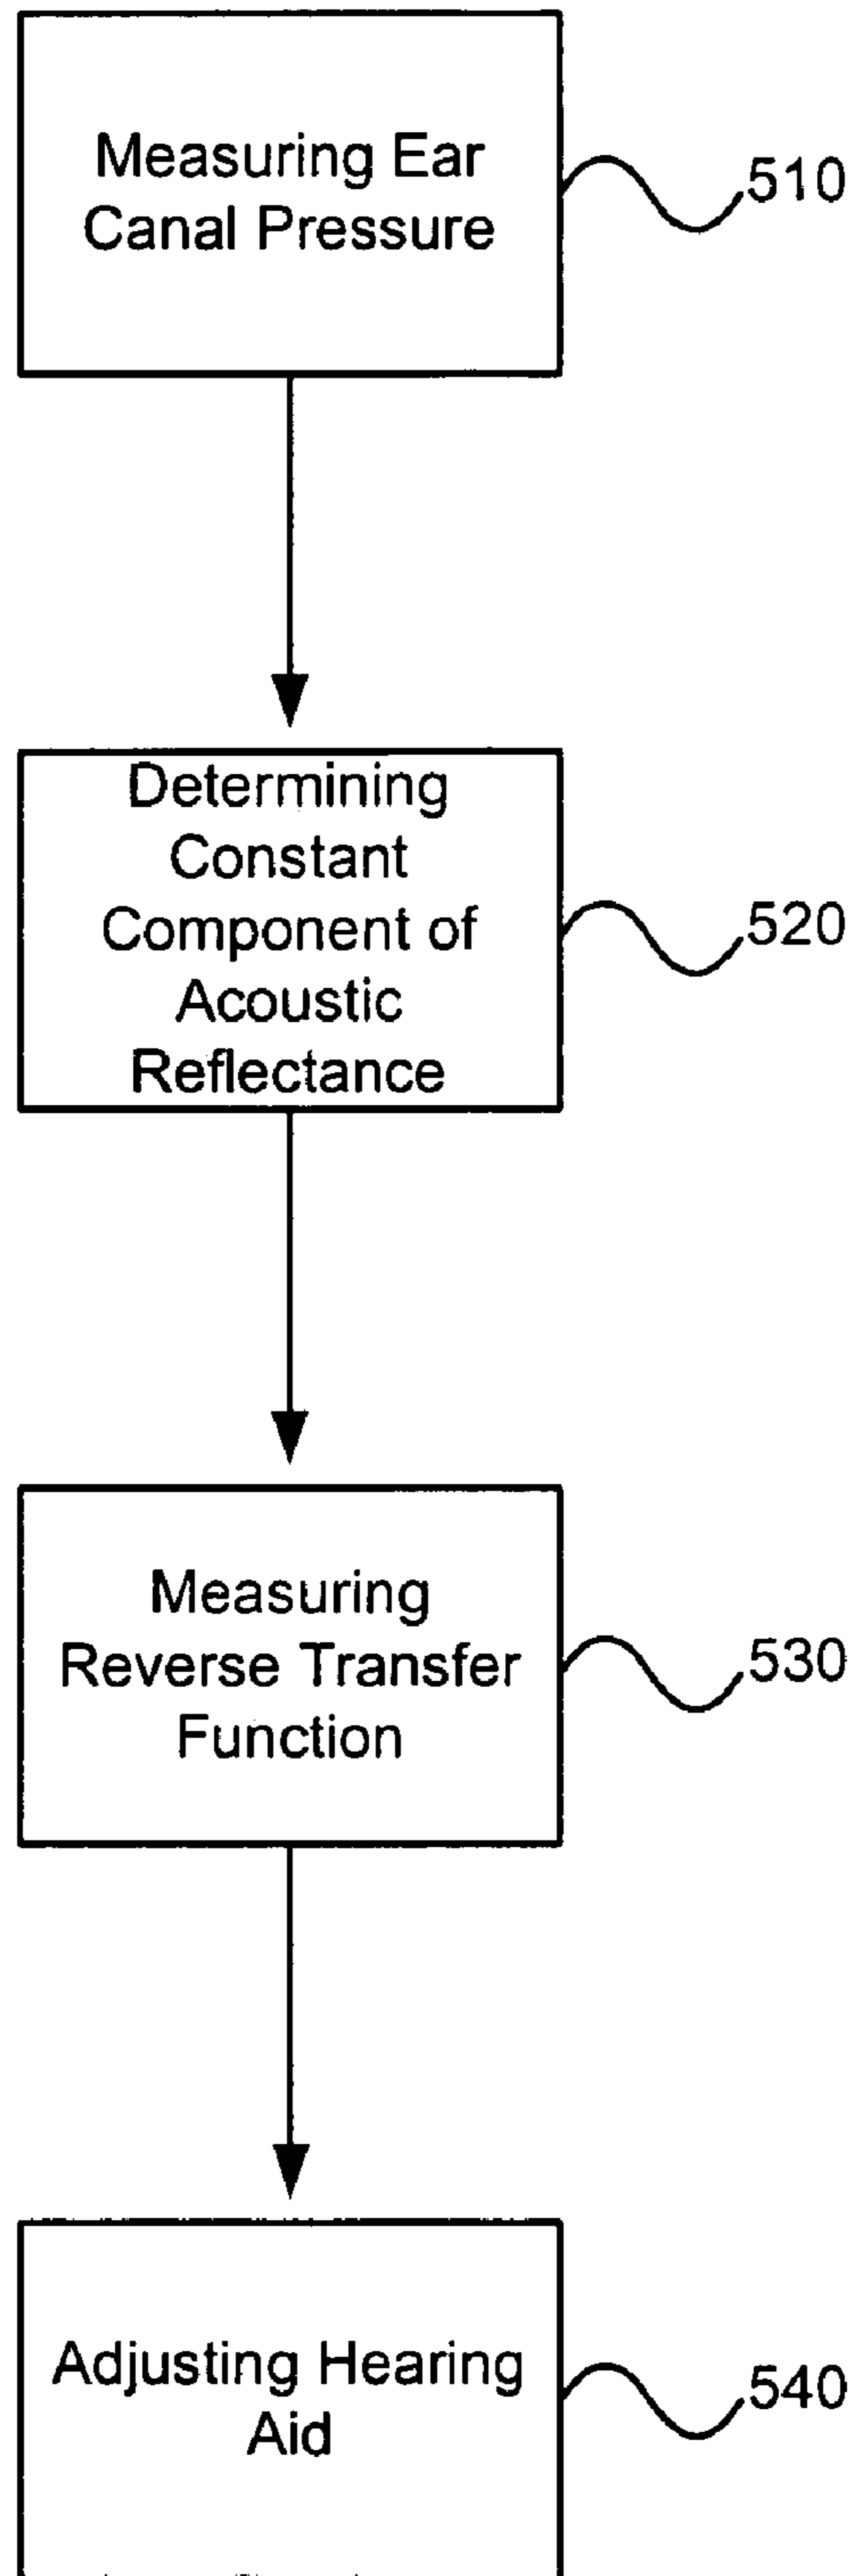 Measuring Ear
Canal Pressure
510
Determining
Constant
Component of
Acoustic
Reflectance
520
Measuring
Reverse Transfer
Function
530
Adjusting Hearing
Aid
540